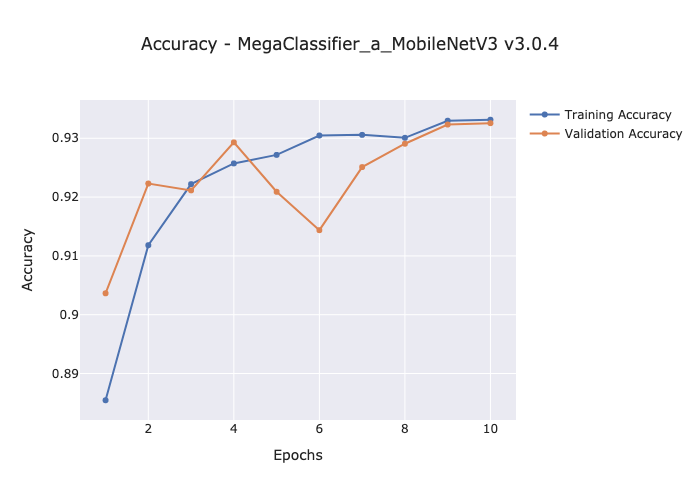 Accuracy - MegaClassifier_a_MobileNetV3 v3.0.4
Training Accuracy
Validation Accuracy
0.93
0.92
0.91
0.9
0.89
Accuracy
2 4 6 8 10
Epochs